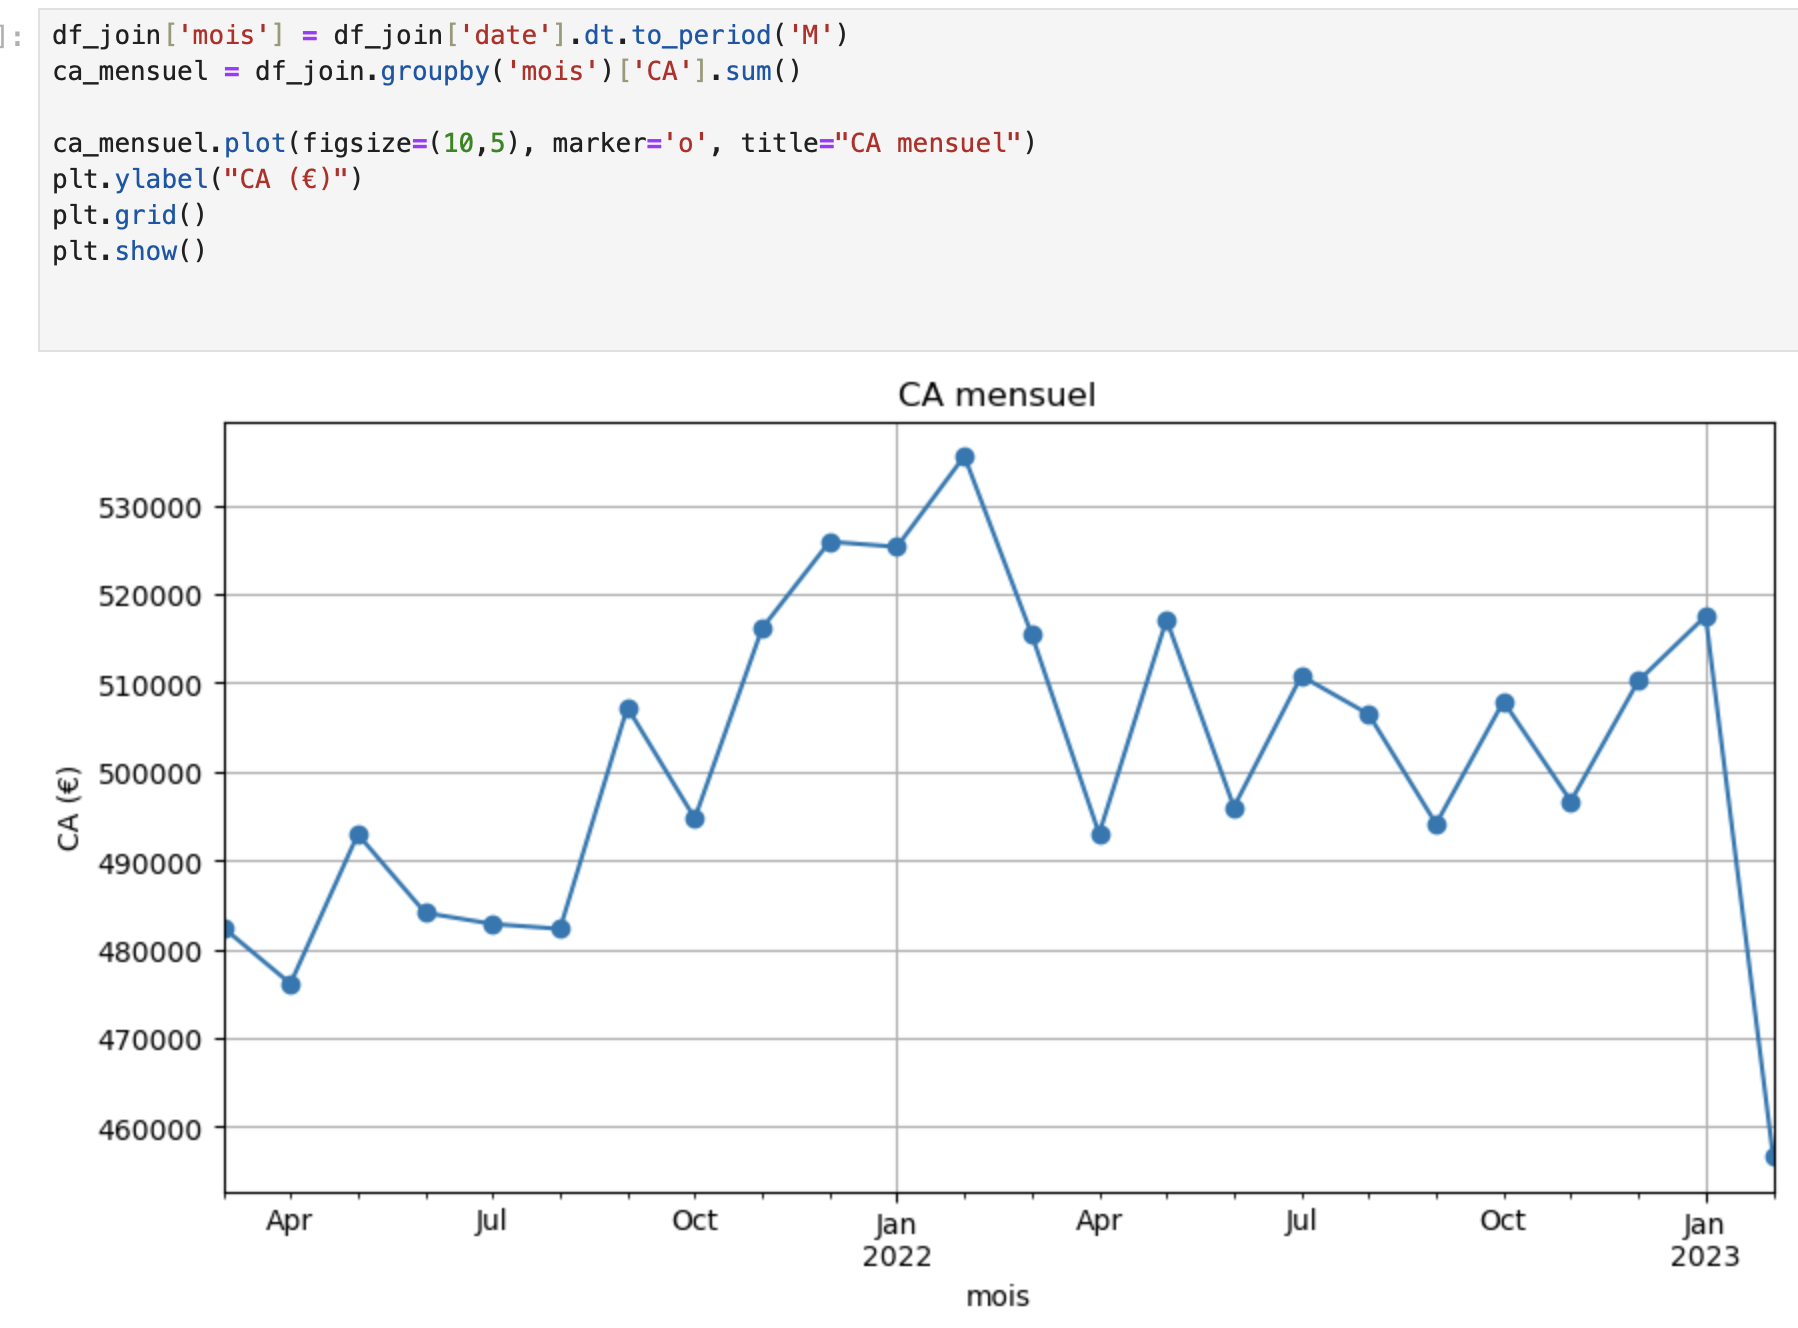 ]:
df_join['mois'] = df_join['date'].dt.to_period('M')
ca_mensuel = df_join.groupby('mois')['CA'].sum()
ca_mensuel.plot(figsize=(10,5), marker='o', title="CA mensuel")
plt.ylabel("CA (€)")
plt.grid()
plt.show()
CA mensuel
530000
520000
510000
500000
490000
480000
470000
460000
CA (€)
Apr Jul Oct Jan Apr Jul Oct Jan
2022 2023
mois